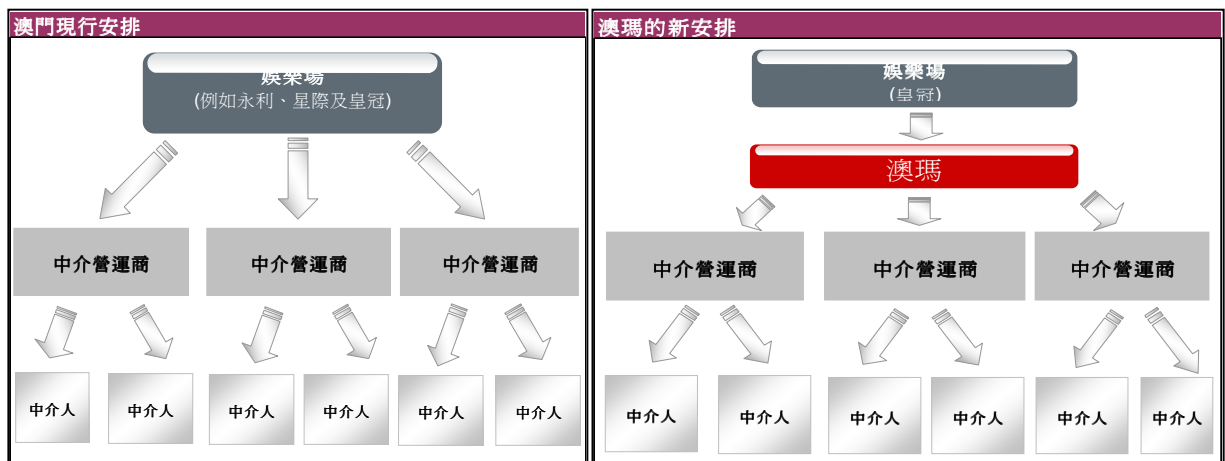 澳門現行安排
娛樂場
(例如永利、星際及皇冠)
中介營運商
中介營運商
中介營運商
中介人
中介人
中介人
中介人
中介人
中介人
澳瑪的新安排
娛樂場
(皇冠)
澳瑪
中介營運商
中介營運商
中介營運商
中介人
中介人
中介人
中介人
中介人
中介人